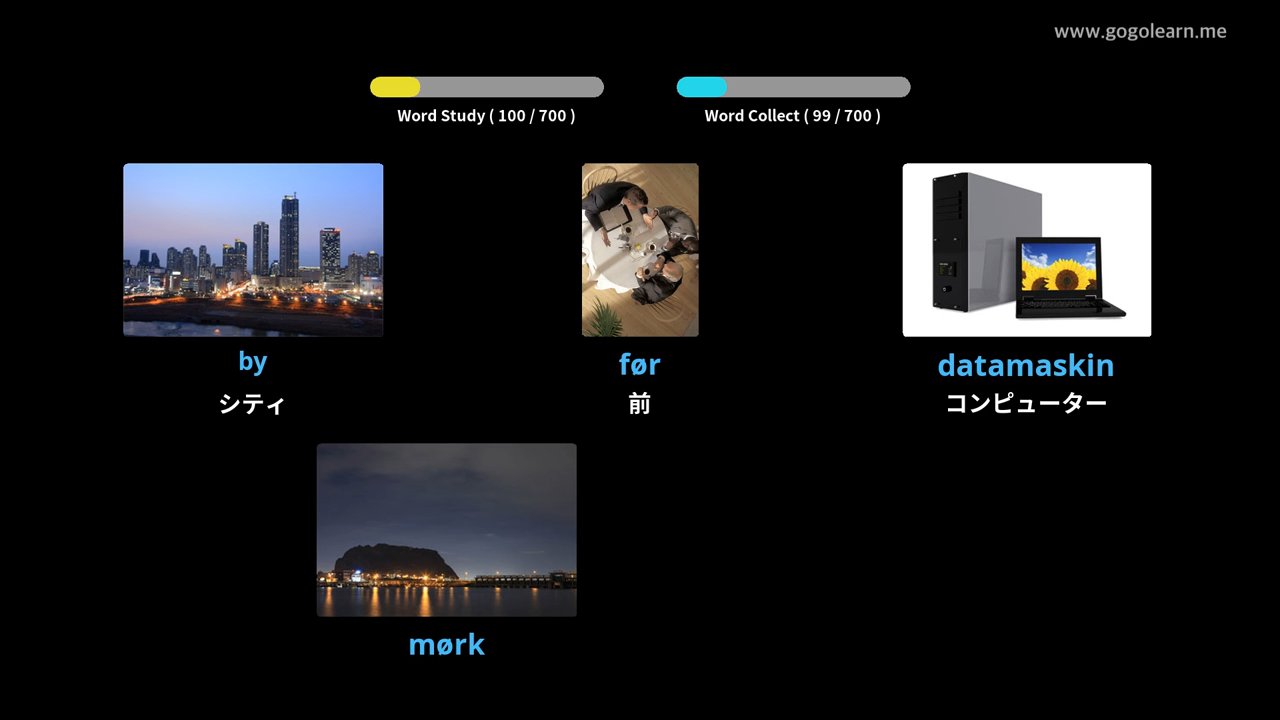 www.gogolearn.me
Word Study ( 100 / 700 )
Word Collect ( 99 / 700 )
by
シティ
før
前
datamaskin
コンピューター
mørk